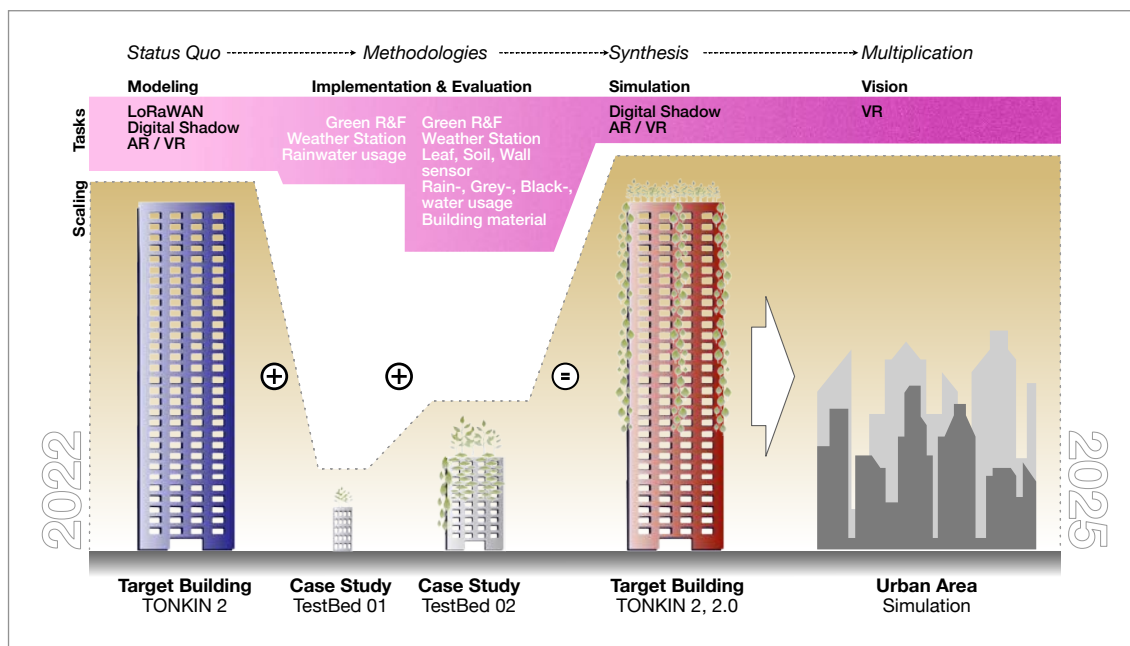 Status Quo
Methodologies
Synthesis
Multiplication
Modeling
Implementation & Evaluation
Simulation
Vision
Tasks
LoRaWAN
Digital Shadow
AR / VR
Green R&F
Weather Station
Rainwater usage
Green R&F
Weather Station
Leaf, Soil, Wall
sensor
Rain-, Grey-, Black-,
water usage
Building material
Digital Shadow
AR / VR
VR
Scaling
+
+
=
2022
2025
Target Building
TONKIN 2
Case Study
TestBed 01
Case Study
TestBed 02
Target Building
TONKIN 2, 2.0
Urban Area
Simulation